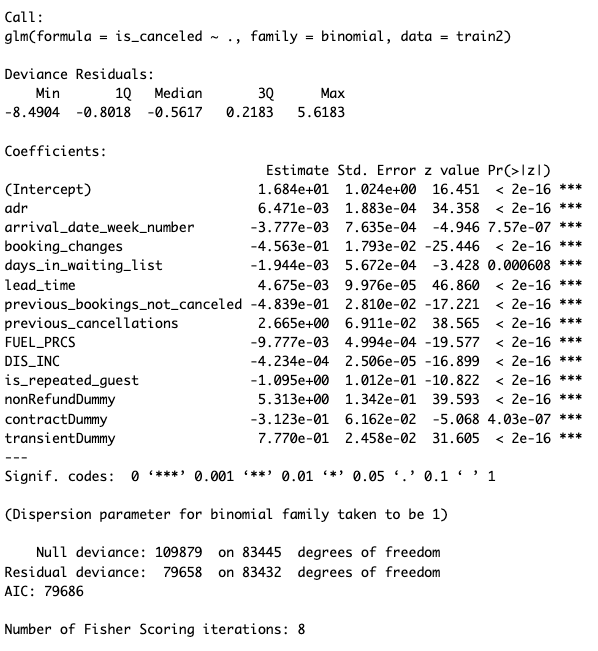 Call:
glm(formula = is_canceled ~ ., family = binomial, data = train2)
Deviance Residuals:
Min 1Q Median 3Q Max
-8.4904 -0.8018 -0.5617 0.2183 5.6183
Coefficients:
Estimate Std. Error z value Pr(>|z|)
(Intercept) 1.684e+01 1.024e+00 16.451 < 2e-16 ***
adr 6.471e-03 1.883e-04 34.358 < 2e-16 ***
arrival_date_week_number -3.777e-03 7.635e-04 -4.946 7.57e-07 ***
booking_changes -4.563e-01 1.793e-02 -25.446 < 2e-16 ***
days_in_waiting_list -1.944e-03 5.672e-04 -3.428 0.000608 ***
lead_time 4.675e-03 9.976e-05 46.860 < 2e-16 ***
previous_bookings_not_canceled -4.839e-01 2.810e-02 -17.221 < 2e-16 ***
previous_cancellations 2.665e+00 6.911e-02 38.565 < 2e-16 ***
FUEL_PRCS -9.777e-03 4.994e-04 -19.577 < 2e-16 ***
DIS_INC -4.234e-04 2.506e-05 -16.899 < 2e-16 ***
is_repeated_guest -1.095e+00 1.012e-01 -10.822 < 2e-16 ***
nonRefundDummy 5.313e+00 1.342e-01 39.593 < 2e-16 ***
contractDummy -3.123e-01 6.162e-02 -5.068 4.03e-07 ***
transientDummy 7.770e-01 2.458e-02 31.605 < 2e-16 ***
---
Signif. codes: 0 ‘***’ 0.001 ‘**’ 0.01 ‘*’ 0.05 ‘.’ 0.1 ‘ ’ 1
(Dispersion parameter for binomial family taken to be 1)
Null deviance: 109879 on 83445 degrees of freedom
Residual deviance: 79658 on 83432 degrees of freedom
AIC: 79686
Number of Fisher Scoring iterations: 8